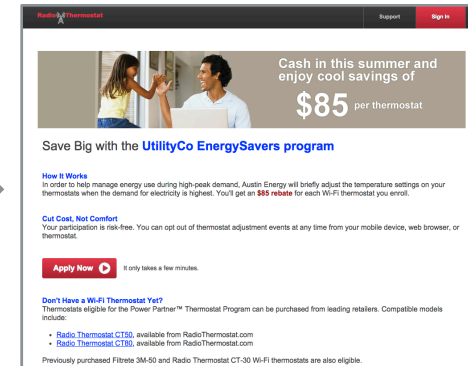 RadioThermostat
Support
Sign In
Cash in this summer and
enjoy cool savings of
$85 per thermostat
Save Big with the UtilityCo EnergySavers program
How It Works
In order to help manage energy use during high-peak demand, Austin Energy will briefly adjust the temperature settings on your
thermostats when the demand for electricity is highest. You'll get an $85 rebate for each Wi-Fi thermostat you enroll.
Cut Cost, Not Comfort
Your participation is risk-free. You can opt out of thermostat adjustment events at any time from your mobile device, web browser, or
thermostat.
Apply Now
It only takes a few minutes.
Don't Have a Wi-Fi Thermostat Yet?
Thermostats eligible for the Power Partner™ Thermostat Program can be purchased from leading retailers. Compatible models
include:
• Radio Thermostat CT50, available from RadioThermostat.com
• Radio Thermostat CT80, available from RadioThermostat.com
Previously purchased Filtrete 3M-50 and Radio Thermostat CT-30 Wi-Fi thermostats are also eligible.